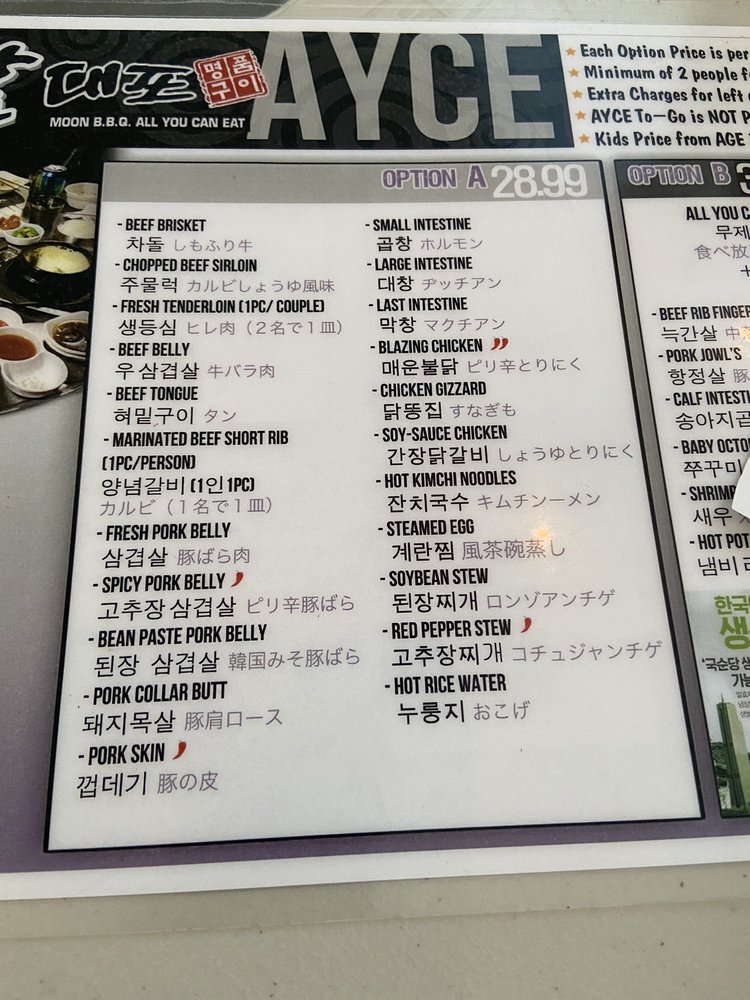 대포
명품
구이
AYCE
MOON B.B.Q. ALL YOU CAN EAT
Each Option Price is per
Minimum of 2 people
Extra Charges for left
AYCE To-Go is NOT
Kids Price from AGE
OPTION A 28.99
- BEEF BRISKET
차돌 しもふり牛
- CHOPPED BEEF SIRLOIN
주물럭 カルビしょうゆ風味
- FRESH TENDERLOIN (1PC/ COUPLE)
생등심 ヒレ肉（２名で１皿）
- BEEF BELLY
우삼겹살 牛バラ肉
- BEEF TONGUE
혀밑구이 タン
- MARINATED BEEF SHORT RIB
(1PC/PERSON)
양념갈비 (1인 1PC)
カルビ（１名で１皿）
- FRESH PORK BELLY
삼겹살 豚ばら肉
- SPICY PORK BELLY
고추장 삼겹살 ピリ辛豚ばら
- BEAN PASTE PORK BELLY
된장 삼겹살 韓国みそ豚ばら
- PORK COLLAR BUTT
돼지목살 豚肩ロース
- PORK SKIN
껍데기 豚の皮
- SMALL INTESTINE
곱창 ホルモン
- LARGE INTESTINE
대창 ヂッチアン
- LAST INTESTINE
막창 マクチアン
- BLAZING CHICKEN
매운불닭 ピリ辛とりにく
- CHICKEN GIZZARD
닭똥집 すなぎも
- SOY-SAUCE CHICKEN
간장닭갈비 しょうゆとりにく
- HOT KIMCHI NOODLES
잔치국수 キムチンーメン
- STEAMED EGG
계란찜 風茶碗蒸し
- SOYBEAN STEW
된장찌개 ロンゾアンチゲ
- RED PEPPER STEW
고추장찌개 コチュジャンチゲ
- HOT RICE WATER
누룽지 おこげ
OPTION B 3
ALL YOU
무제
食べ放
- BEEF RIB FINGER
늑간살 中
- PORK JOWL'S
항정살 豚
- CALF
송아지곱
- BABY
쭈꾸미
- SHRIMP
새우
- HOT POT
냄비
생
'국순당